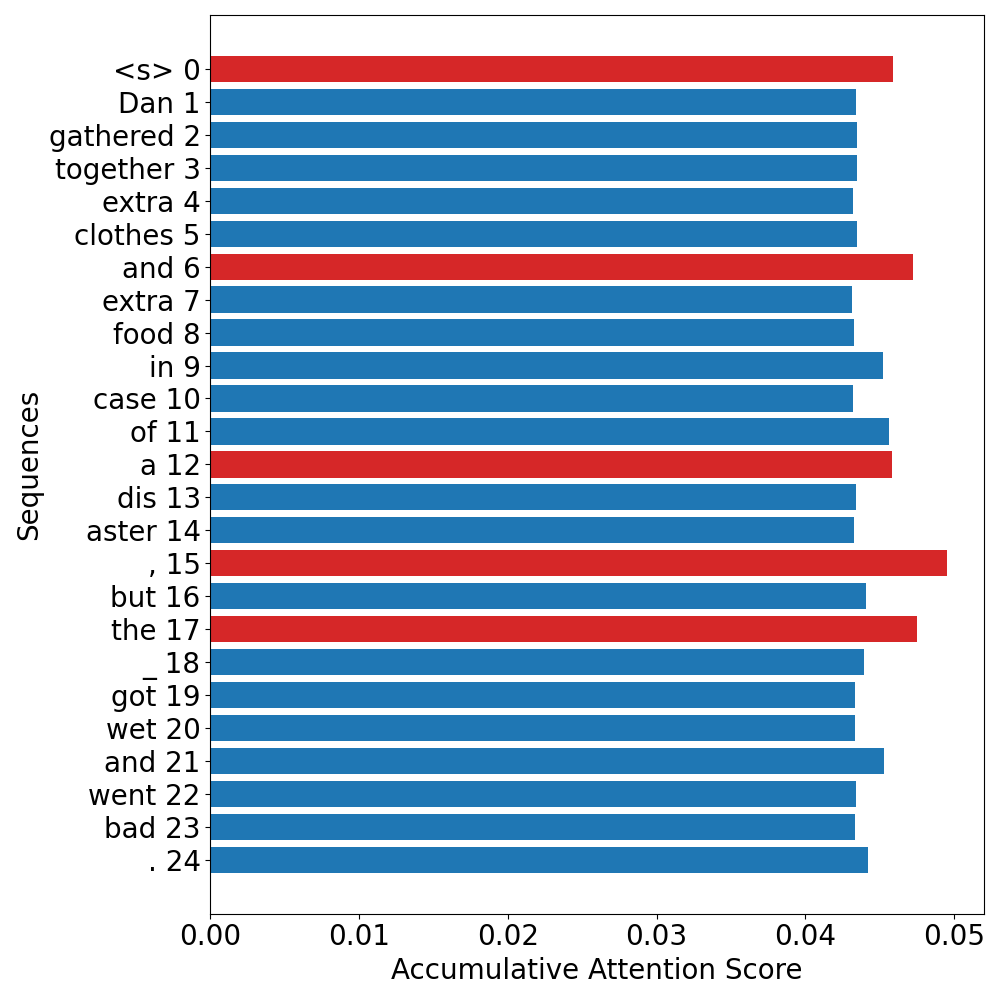 <s> 0
Dan 1
gathered 2
together 3
extra 4
clothes 5
and 6
extra 7
food 8
in 9
case 10
of 11
a 12
dis 13
aster 14
, 15
but 16
the 17
_ 18
got 19
wet 20
and 21
went 22
bad 23
. 24
Sequences
0.00 0.01 0.02 0.03 0.04 0.05
Accumulative Attention Score